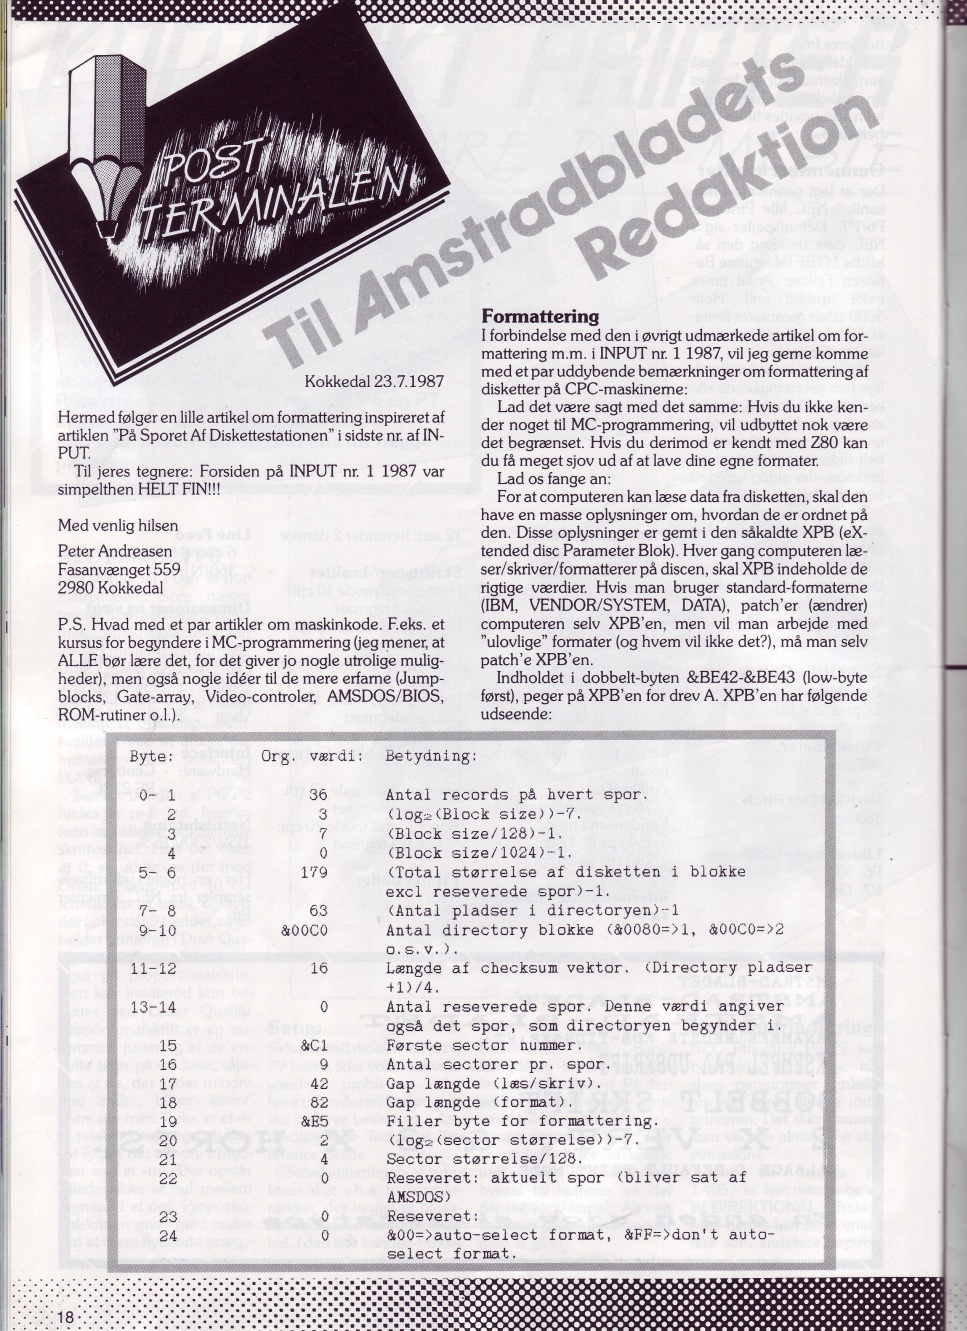 POST
TERMINALEN
Til Amstradbladets
Redaktion
Kokkedal 23.7.1987
Hermed følger en lille artikel om formattering inspireret af
artiklen "På Sporet Af Diskettestationen" i sidste nr. af IN-
PUT.
Til jeres tegnere: Forsiden på INPUT nr. 1 1987 var
simpelthen HELT FIN!!!
Med venlig hilsen
Peter Andreasen
Fasanvænget 559
2980 Kokkedal
P.S. Hvad med et par artikler om maskinkode. F.eks. et
kursus for begyndere i MC-programmering (jeg mener, at
ALLE bør lære det, for det giver jo nogle utrolige mulig-
heder), men også nogle idéer til de mere erfarne (Jump-
blocks, Gate-array, Video-controler, AMSDOS/BIOS,
ROM-rutiner o.l.).
Formattering
I forbindelse med den i øvrigt udmærkede artikel om for-
mattering m.m. i INPUT nr. 1 1987, vil jeg gerne komme
med et par uddybende bemærkninger om formattering af
disketter på CPC-maskinerne:
Lad det være sagt med det samme: Hvis du ikke ken-
der noget til MC-programmering, vil udbyttet nok være
det begrænset. Hvis du derimod er kendt med Z80 kan
du få meget sjov ud af at lave dine egne formater.
Lad os fange an:
For at computeren kan læse data fra disketten, skal den
have en masse oplysninger om, hvordan de er ordnet på
den. Disse oplysninger er gemt i den såkaldte XPB (eX-
tended disc Parameter Blok). Hver gang computeren læ-
ser/skriver/formatterer på discen, skal XPB indeholde de
rigtige værdier. Hvis man bruger standard-formaterne
(IBM, VENDOR/SYSTEM, DATA), patch'er (ændrer)
computeren selv XPB'en, men vil man arbejde med
"ulovlige" formater (og hvem vil ikke det?), må man selv
patch'e XPB'en.
Indholdet i dobbelt-byten &BE42-&BE43 (low-byte
først), peger på XPB'en for drev A. XPB'en har følgende
udseende:
Byte: Org. værdi: Betydning:
0- 1 36 Antal records på hvert spor.
2 3 (log₂(Block size))-7.
3 7 (Block size/128)-1.
4 0 (Block size/1024)-1.
5- 6 179 (Total størrelse af disketten i blokke
excl reseverede spor)-1.
7- 8 63 (Antal pladser i directoryen)-1
9-10 &00C0 Antal directory blokke (&0080=>1, &00C0=>2
o.s.v.).
11-12 16 Længde af checksum vektor. (Directory pladser
+1)/4.
13-14 0 Antal reseverede spor. Denne værdi angiver
også det spor, som directoryen begynder i.
15 &C1 Første sector nummer.
16 9 Antal sectorer pr. spor.
17 42 Gap længde (læs/skriv).
18 82 Gap længde (format).
19 &E5 Filler byte for formattering.
20 2 (log₂(sector størrelse))-7.
21 4 Sector størrelse/128.
22 0 Reseveret: aktuelt spor (bliver sat af
AMSDOS)
23 0 Reseveret:
24 0 &00=>auto-select format, &FF=>don't auto-
select format.
18